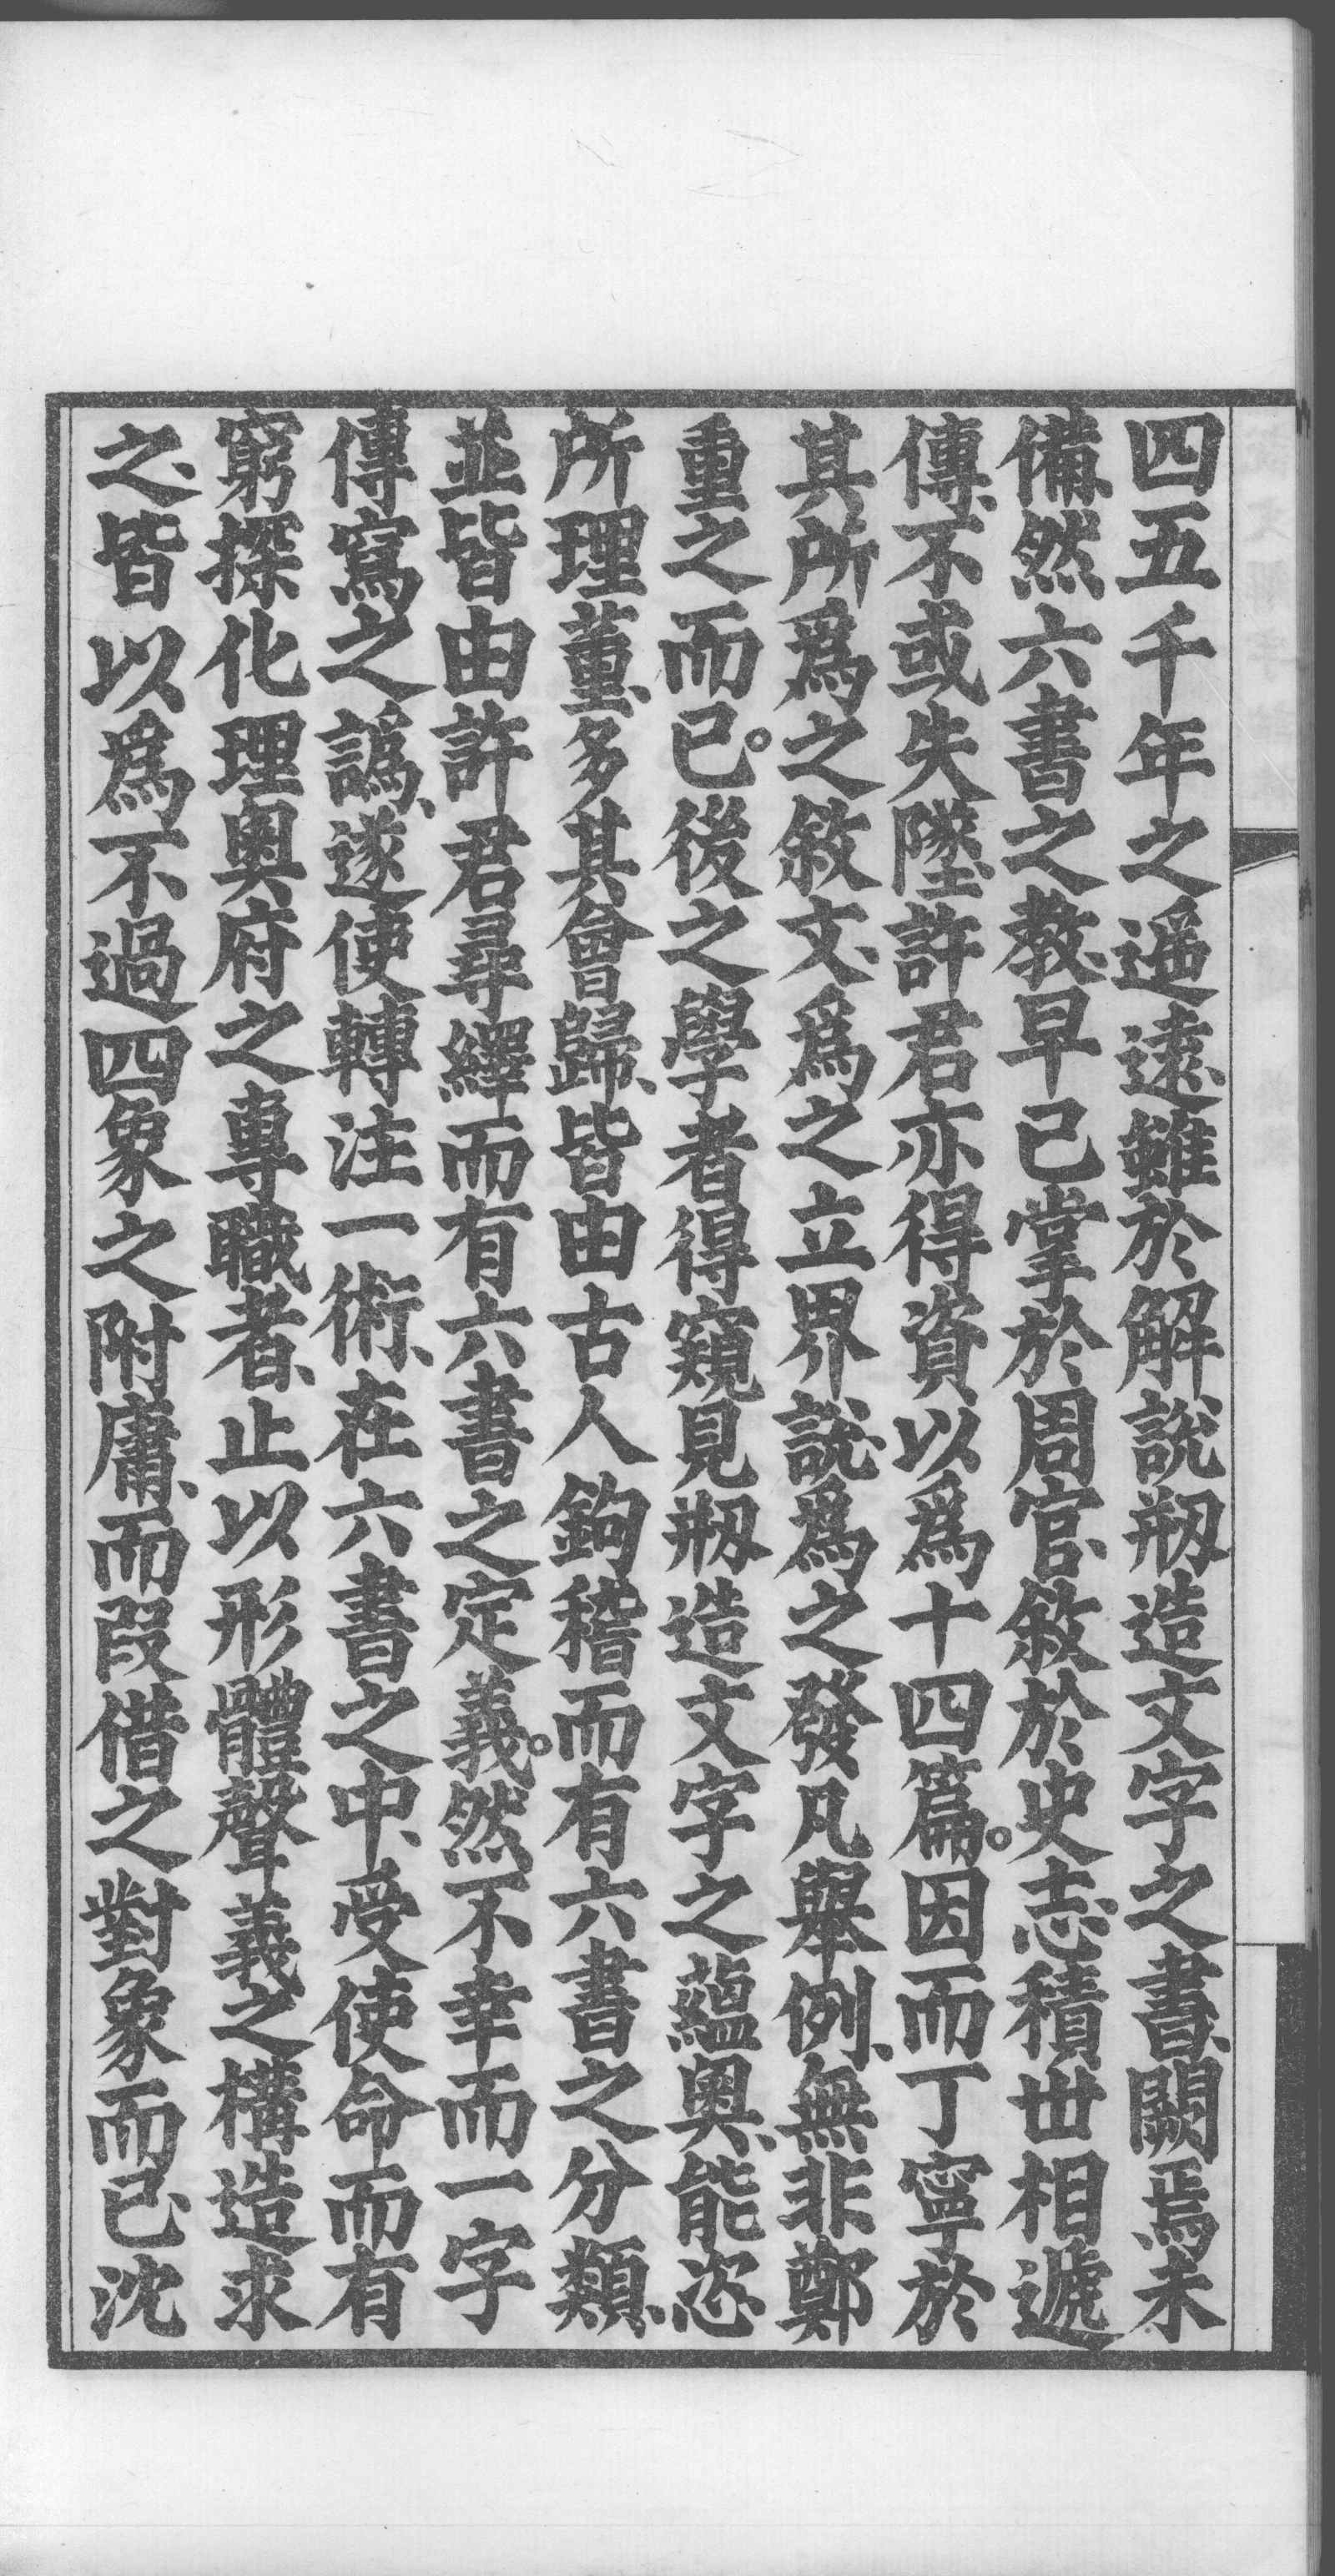 四五千年之遥遠、雖於解說剏造文字之書、闕焉未
備、然六書之教、早已掌於周官、敘於史志、積世相遞
傳、不或失墜、許君亦得資以爲十四篇。因而丁寧於
其所爲之敘文、爲之立界說、爲之發凡舉例、無非鄭
重之而已。後之學者得窺見剏造文字之蘊奧、能恣
所理董、多其會歸、皆由古人鉤稽而有六書之分類、
並皆由許君尋繹而有六書之定義。然不幸而一字
傳寫之譌、遂使轉注一術、在六書之中、受使命而有
窮探化理奧府之專職者、止以形體聲義之構造求
之、皆以爲不過四象之附庸、而叚借之對象而已、沈